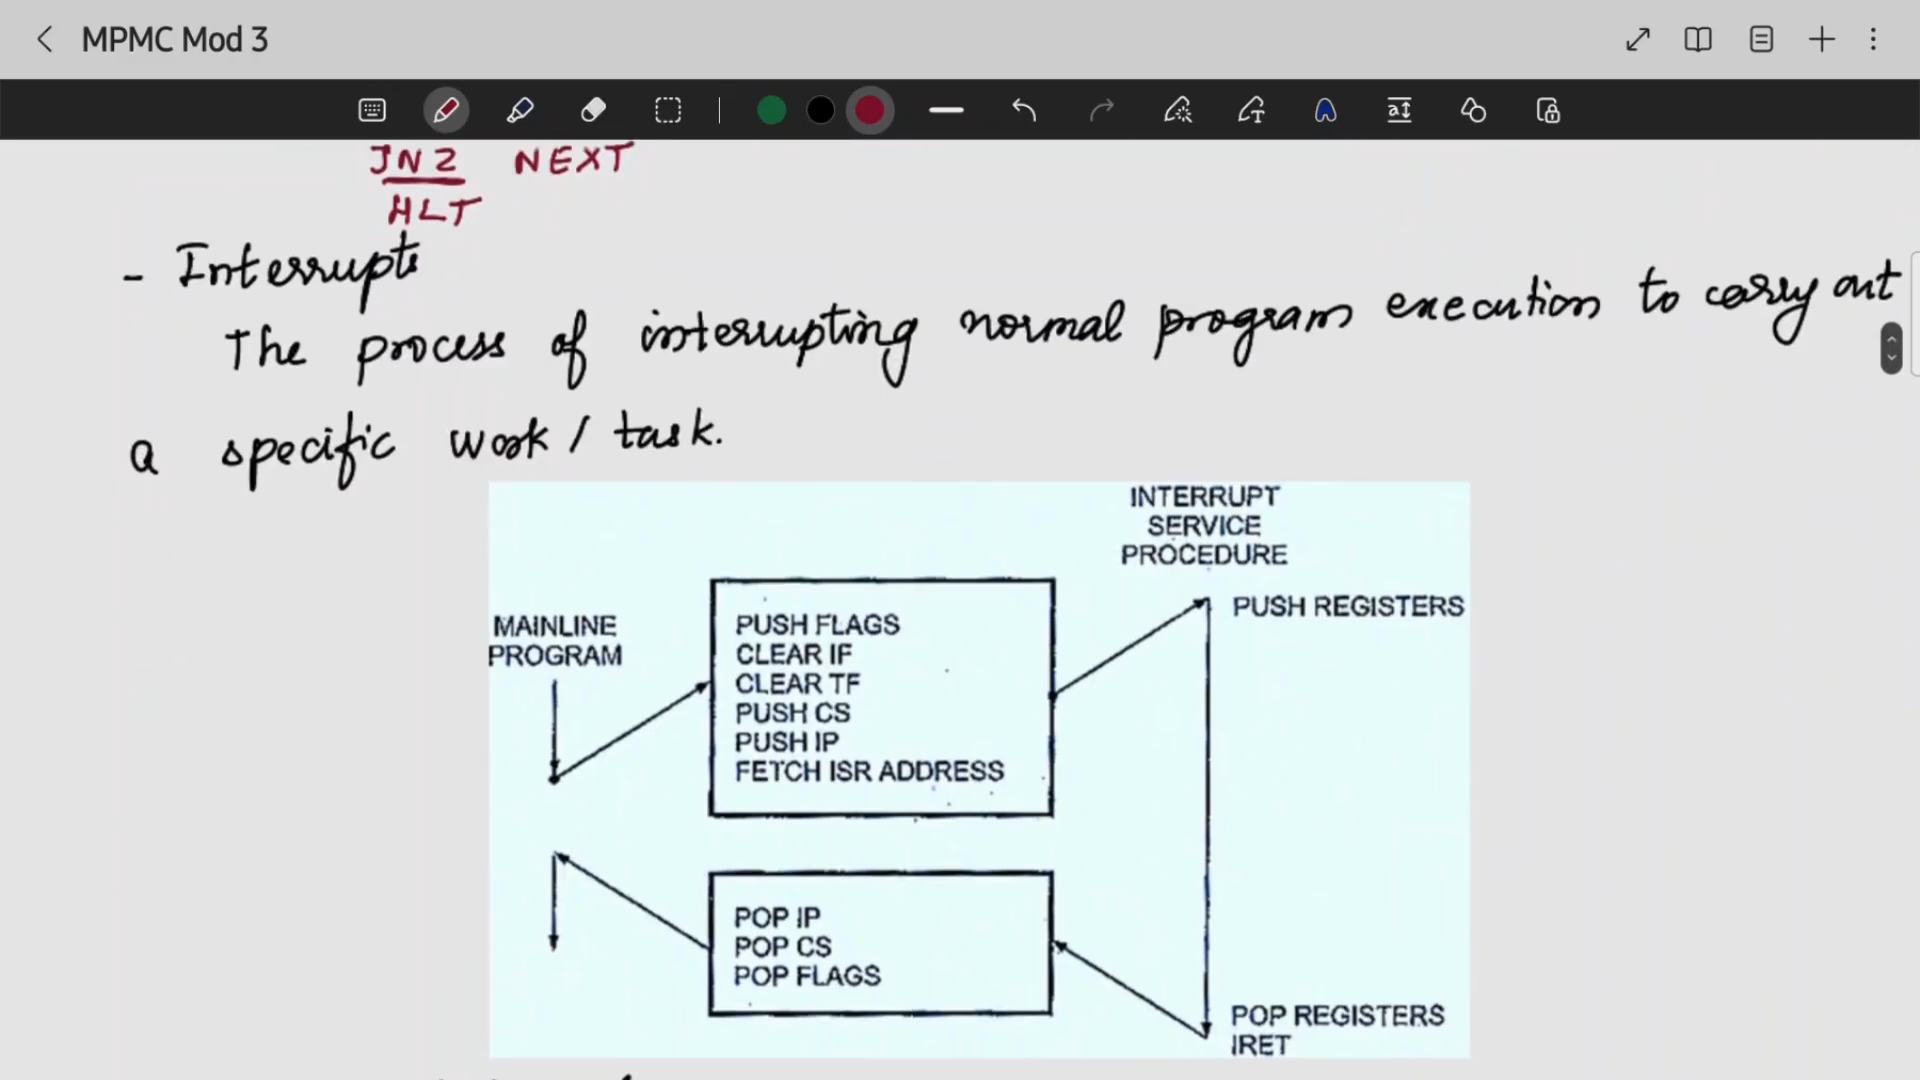 MPMC Mod 3
JNZ NEXT
HLT
- Interrupts
The process of interrupting normal program execution to carry out
a specific work / task.
INTERRUPT
SERVICE
PROCEDURE
MAINLINE
PROGRAM
PUSH FLAGS
CLEAR IF
CLEAR TF
PUSH CS
PUSH IP
FETCH ISR ADDRESS
PUSH REGISTERS
POP IP
POP CS
POP FLAGS
POP REGISTERS
IRET